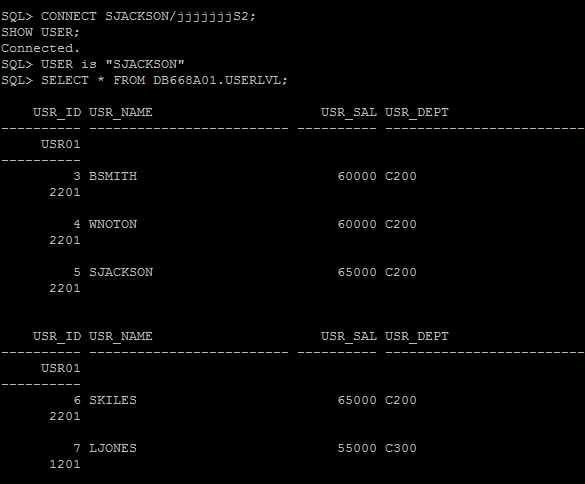 SQL> CONNECT SJACKSON/jjjjjjjS2;
SHOW USER;
Connected.
SQL> USER is "SJACKSON"
SQL> SELECT * FROM DB668A01.USERLVL;
    USR_ID USR_NAME                     USR_SAL USR_DEPT
---------- ------------------------- ---------- -------------------------
     USR01
----------
         3 BSMITH                         60000 C200
      2201
         4 WNOTON                         60000 C200
      2201
         5 SJACKSON                       65000 C200
      2201
    USR_ID USR_NAME                     USR_SAL USR_DEPT
---------- ------------------------- ---------- -------------------------
     USR01
----------
         6 SKILES                         65000 C200
      2201
         7 LJONES                         55000 C300
      1201